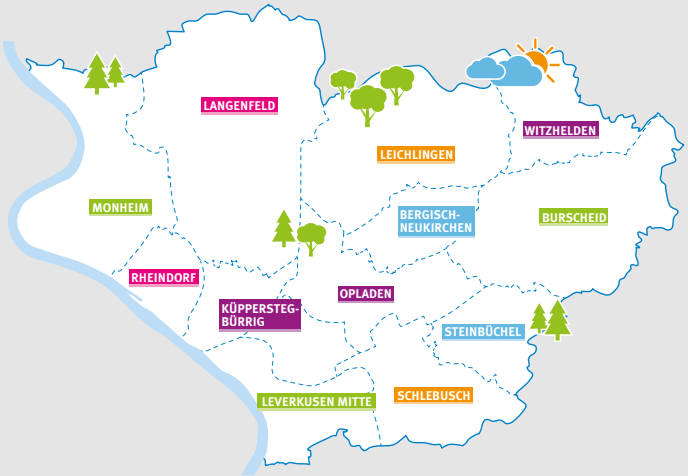 LANGENFELD
WITZHELDEN
LEICHLINGEN
MONHEIM
BERGISCH-
NEUKIRCHEN
BURSCHEID
RHEINDORF
OPLADEN
KÜPPERSTEG-
BÜRRIG
STEINBÜCHEL
LEVERKUSEN MITTE
SCHLEBUSCH